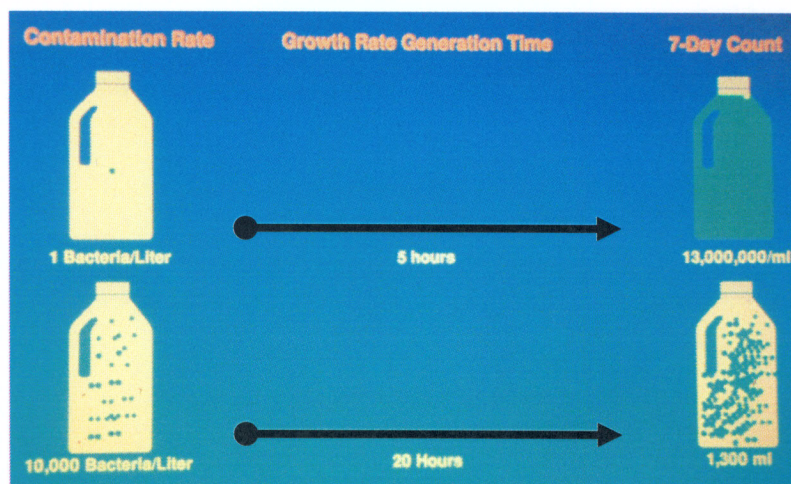 Contamination Rate
Growth Rate Generation Time
7-Day Count
1 Bacteria/Liter
5 hours
13,000,000/ml
10,000 Bacteria/Liter
20 Hours
1,300 ml